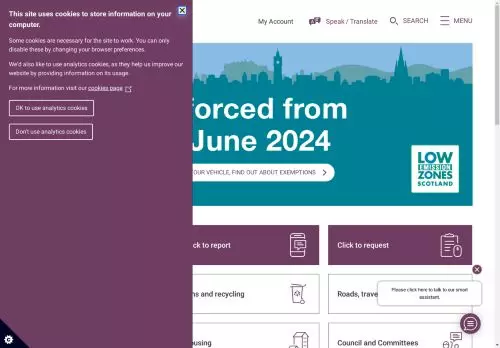 This site uses cookies to store information on your
computer.
Some cookies are necessary for the site to work. You can only
disable these by changing your browser preferences.
We'd also like to use analytics cookies, as they help us improve our
website by providing information on its usage.
For more information visit our cookies page
OK to use analytics cookies
Don't use analytics cookies
My Account
Speak / Translate
SEARCH
MENU
forced from
June 2024
YOUR VEHICLE, FIND OUT ABOUT EXEMPTIONS
LOW
EMISSION
ZONES
SCOTLAND
ck to report
Click to request
ns and recycling
Roads, trave
Please click here to talk to our smart
assistant.
using
Council and Committees